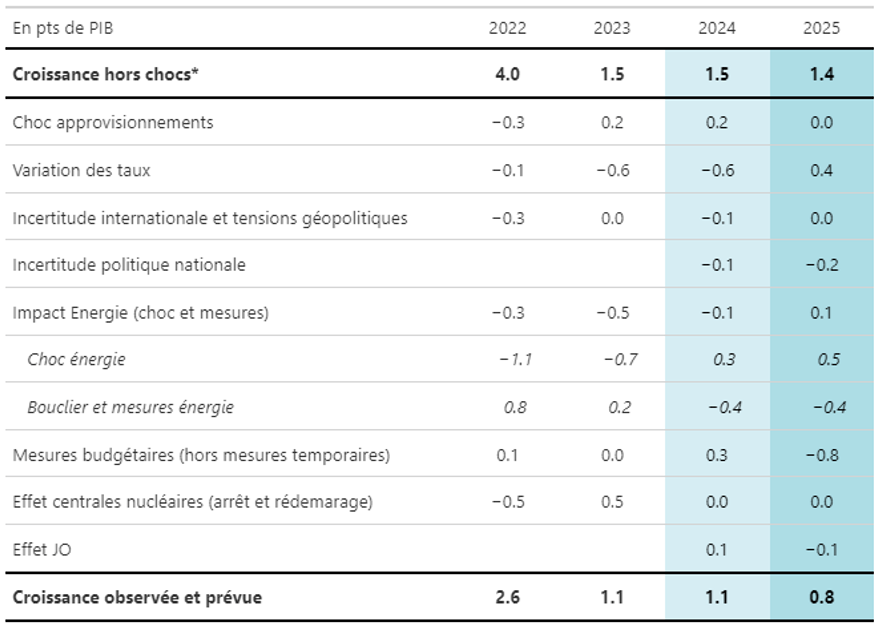 En pts de PIB 2022 2023 2024 2025
Croissance hors chocs* 4.0 1.5 1.5 1.4
Choc approvisionnements −0.3 0.2 0.2 0.0
Variation des taux −0.1 −0.6 −0.6 0.4
Incertitude internationale et tensions géopolitiques −0.3 0.0 −0.1 0.0
Incertitude politique nationale −0.1 −0.2
Impact Energie (choc et mesures) −0.3 −0.5 −0.1 0.1
Choc énergie −1.1 −0.7 0.3 0.5
Bouclier et mesures énergie 0.8 0.2 −0.4 −0.4
Mesures budgétaires (hors mesures temporaires) 0.1 0.0 0.3 −0.8
Effet centrales nucléaires (arrêt et rédemarage) −0.5 0.5 0.0 0.0
Effet JO 0.1 −0.1
Croissance observée et prévue 2.6 1.1 1.1 0.8